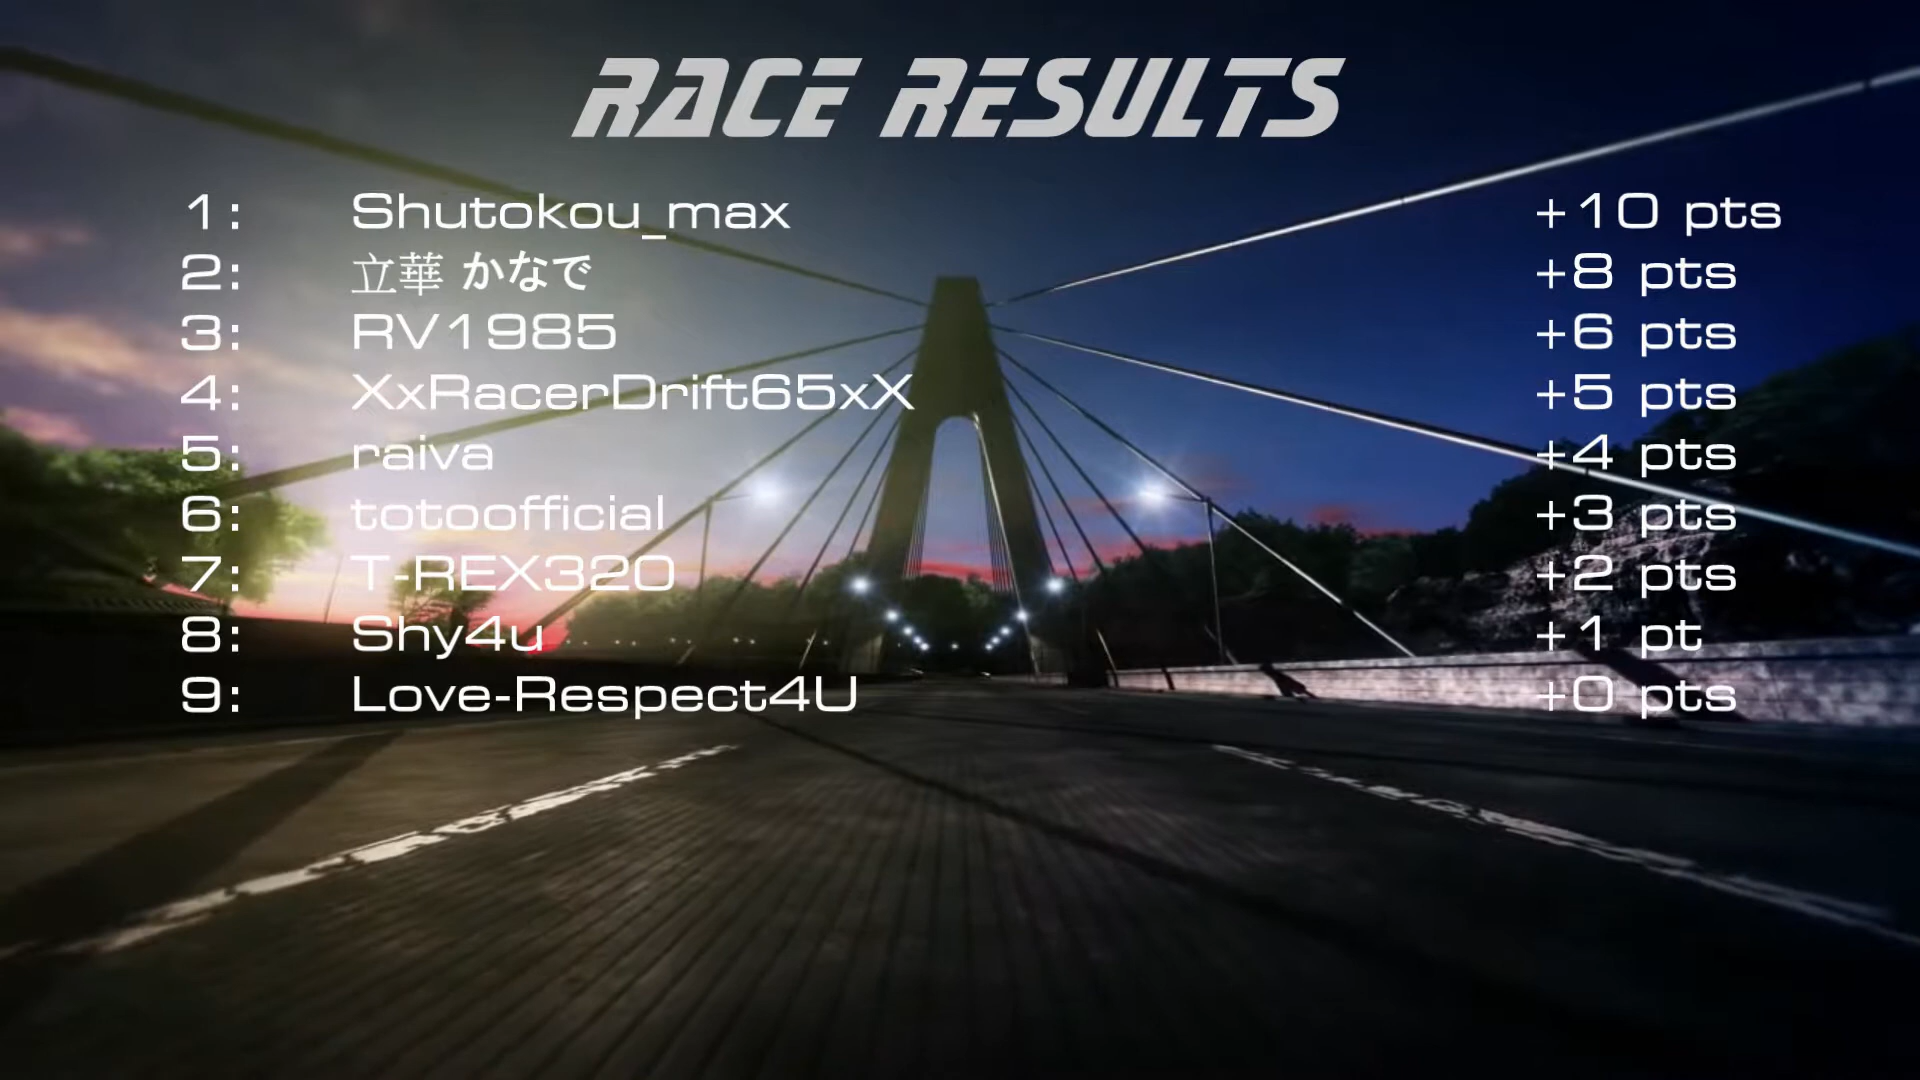 RACE RESULTS
1: Shutokou_max +10 pts
2: 立華 かなで +8 pts
3: RV1985 +6 pts
4: XxRacerDrift65xX +5 pts
5: raiva +4 pts
6: totoofficial +3 pts
7: T-REX320 +2 pts
8: Shy4u +1 pt
9: Love-Respect4U +0 pts